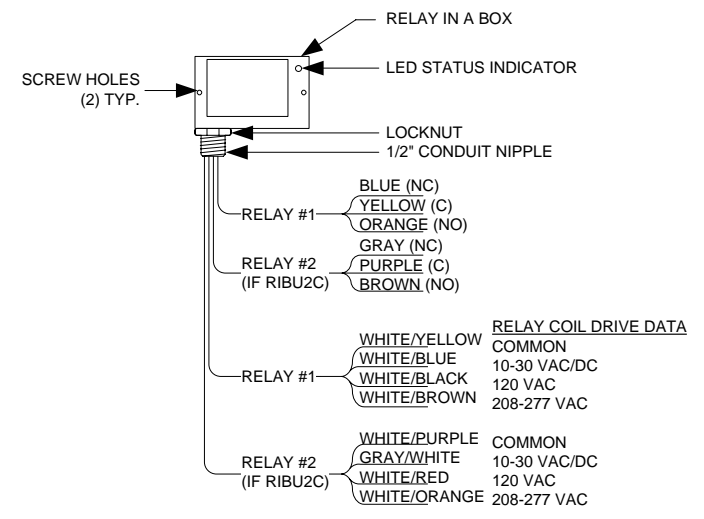 RELAY IN A BOX
LED STATUS INDICATOR
SCREW HOLES
(2) TYP.
LOCKNUT
1/2" CONDUIT NIPPLE
RELAY #1
BLUE (NC)
YELLOW (C)
ORANGE (NO)
RELAY #2
(IF RIBU2C)
GRAY (NC)
PURPLE (C)
BROWN (NO)
RELAY COIL DRIVE DATA
RELAY #1
WHITE/YELLOW COMMON
WHITE/BLUE 10-30 VAC/DC
WHITE/BLACK 120 VAC
WHITE/BROWN 208-277 VAC
RELAY #2
(IF RIBU2C)
WHITE/PURPLE COMMON
GRAY/WHITE 10-30 VAC/DC
WHITE/RED 120 VAC
WHITE/ORANGE 208-277 VAC